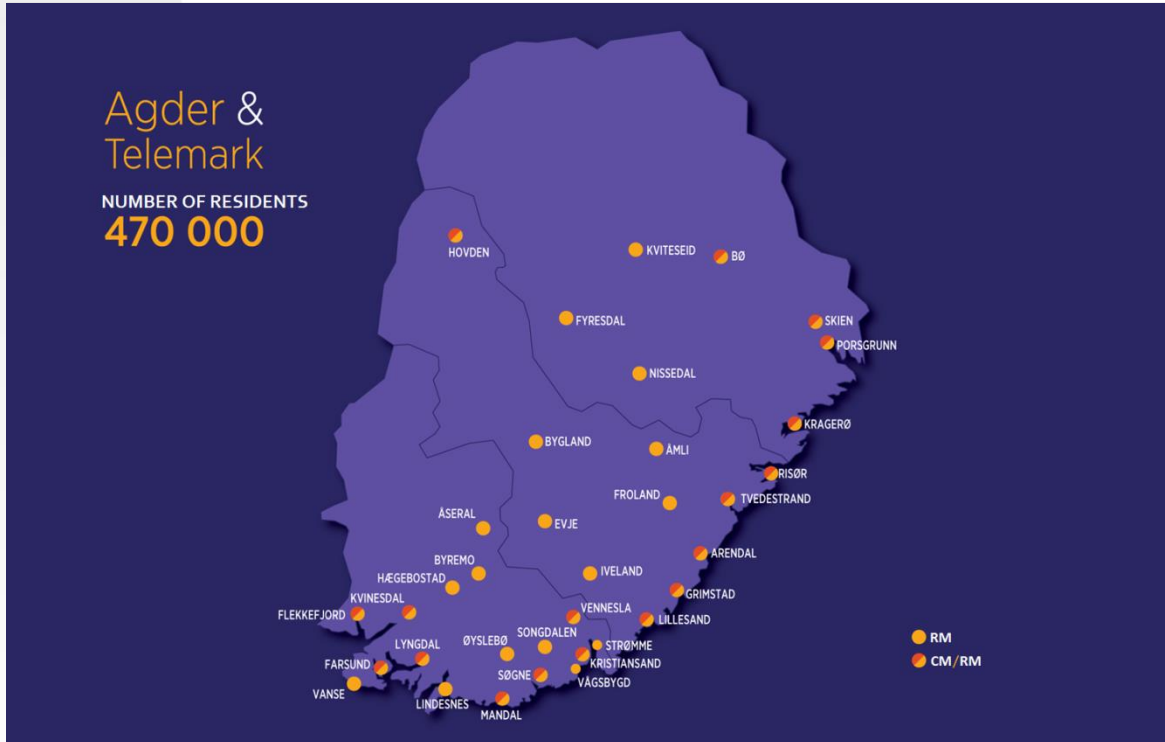 Agder &
Telemark
NUMBER OF RESIDENTS
470 000
HOVDEN
KVITESEID
BØ
FYRESDAL
SKIEN
PORSGRUNN
NISSEDAL
KRAGERØ
BYGLAND
ÅMLI
RISØR
FROLAND
TVEDESTRAND
ÅSERAL
EVJE
ARENDAL
BYREMO
IVELAND
HÆGEBOSTAD
GRIMSTAD
KVINESDAL
FLEKKEFJORD
VENNESLA
LILLESAND
SONGDALEN
STRØMME
RM
LYNGDAL
ØYSLEBØ
KRISTIANSAND
CM/RM
FARSUND
SØGNE
VÅGSBYGD
VANSE
LINDESNES
MANDAL